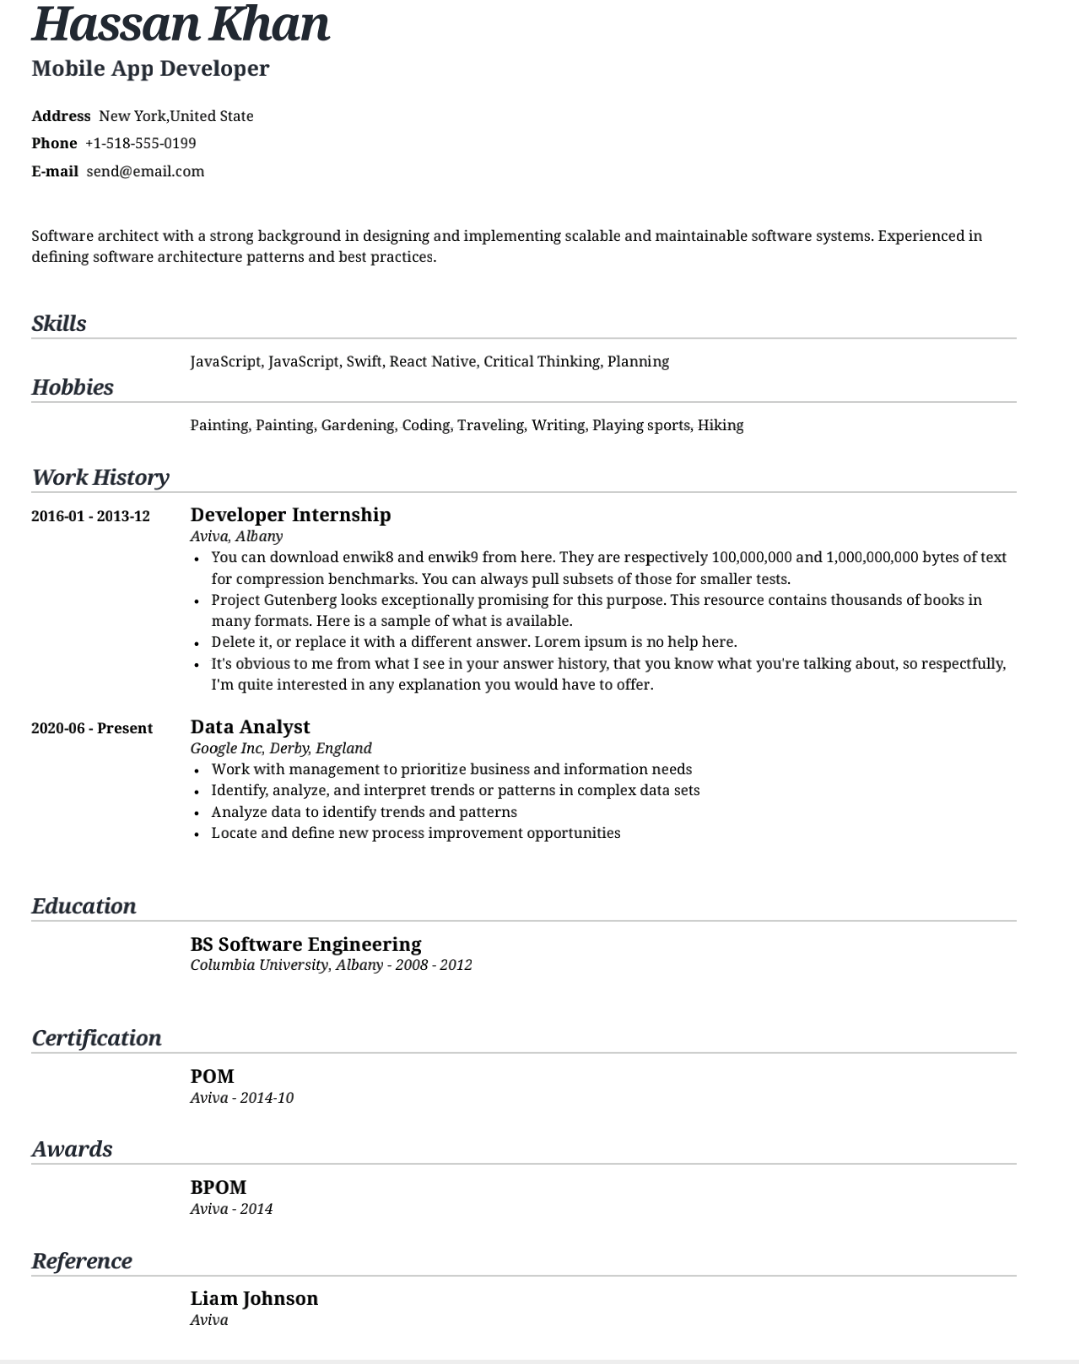 Hassan Khan
Mobile App Developer
Address New York,United State
Phone +1-518-555-0199
E-mail send@email.com
Software architect with a strong background in designing and implementing scalable and maintainable software systems. Experienced in
defining software architecture patterns and best practices.
Skills
JavaScript, JavaScript, Swift, React Native, Critical Thinking, Planning
Hobbies
Painting, Painting, Gardening, Coding, Traveling, Writing, Playing sports, Hiking
Work History
2016-01 - 2013-12 Developer Internship
Aviva, Albany
• You can download enwik8 and enwik9 from here. They are respectively 100,000,000 and 1,000,000,000 bytes of text
for compression benchmarks. You can always pull subsets of those for smaller tests.
• Project Gutenberg looks exceptionally promising for this purpose. This resource contains thousands of books in
many formats. Here is a sample of what is available.
• Delete it, or replace it with a different answer. Lorem ipsum is no help here.
• It's obvious to me from what I see in your answer history, that you know what you're talking about, so respectfully,
I'm quite interested in any explanation you would have to offer.
2020-06 - Present Data Analyst
Google Inc, Derby, England
• Work with management to prioritize business and information needs
• Identify, analyze, and interpret trends or patterns in complex data sets
• Analyze data to identify trends and patterns
• Locate and define new process improvement opportunities
Education
BS Software Engineering
Columbia University, Albany - 2008 - 2012
Certification
POM
Aviva - 2014-10
Awards
BPOM
Aviva - 2014
Reference
Liam Johnson
Aviva